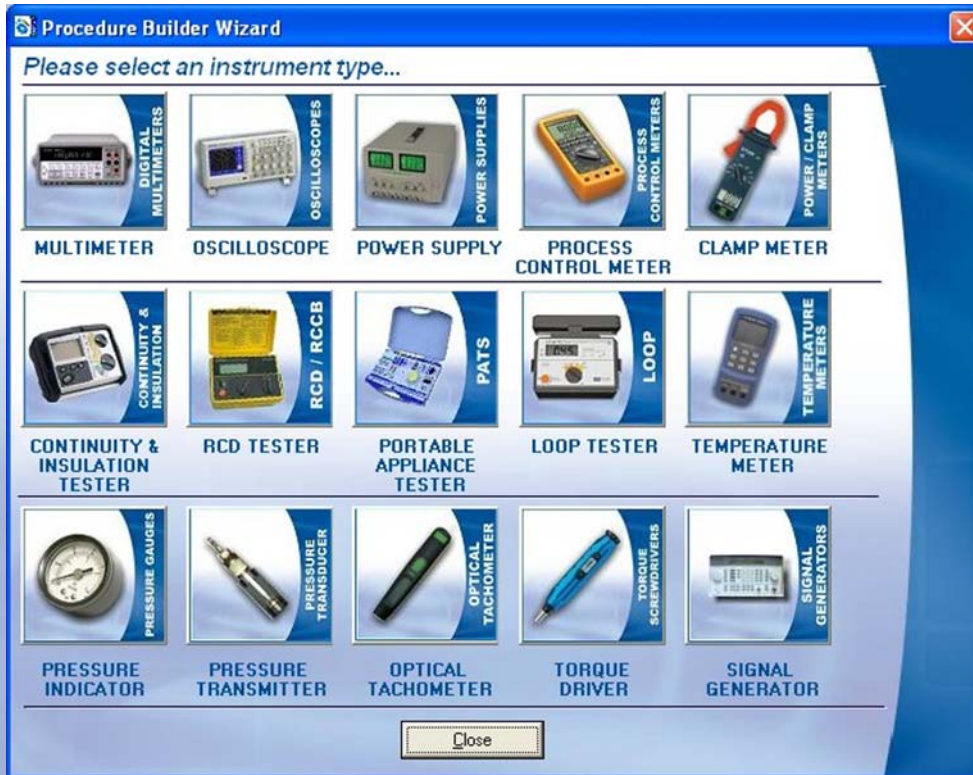 Procedure Builder Wizard
Please select an instrument type...
DIGITAL
MULTIMETERS
OSCILLOSCOPES
POWER SUPPLIES
PROCESS
CONTROL METERS
POWER / CLAMP
METERS
MULTIMETER
OSCILLOSCOPE
POWER SUPPLY
PROCESS
CONTROL METER
CLAMP METER
CONTINUITY &
INSULATION
RCD / RCCB
PATS
LOOP
TEMPERATURE
METERS
CONTINUITY &
INSULATION
TESTER
RCD TESTER
PORTABLE
APPLIANCE
TESTER
LOOP TESTER
TEMPERATURE
METER
PRESSURE GAUGES
PRESSURE
TRANSDUCER
OPTICAL
TACHOMETER
TORQUE
SCREWDRIVERS
SIGNAL
GENERATORS
PRESSURE
INDICATOR
PRESSURE
TRANSMITTER
OPTICAL
TACHOMETER
TORQUE
DRIVER
SIGNAL
GENERATOR
Close